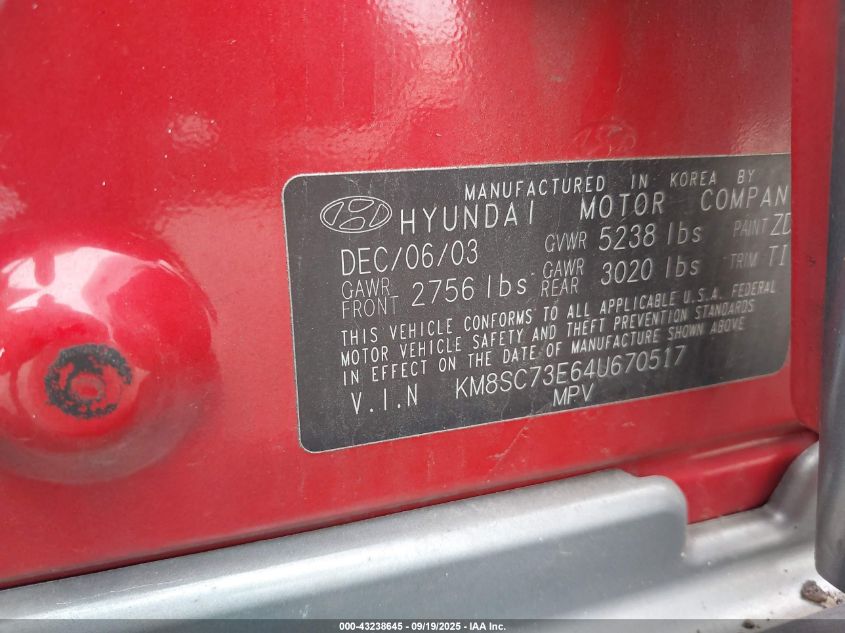 MANUFACTURED IN KOREA BY
HYUNDAI MOTOR COMPAN
DEC/06/03 GVWR 5238 lbs PAINT ZD
GAWR FRONT 2756 lbs GAWR REAR 3020 lbs TRIM TI
THIS VEHICLE CONFORMS TO ALL APPLICABLE U.S.A. FEDERAL
MOTOR VEHICLE SAFETY AND THEFT PREVENTION STANDARDS
IN EFFECT ON THE DATE OF MANUFACTURE SHOWN ABOVE
V.I.N KM8SC73E64U670517
MPV
000-43238645 - 09/19/2025 - IAA Inc.